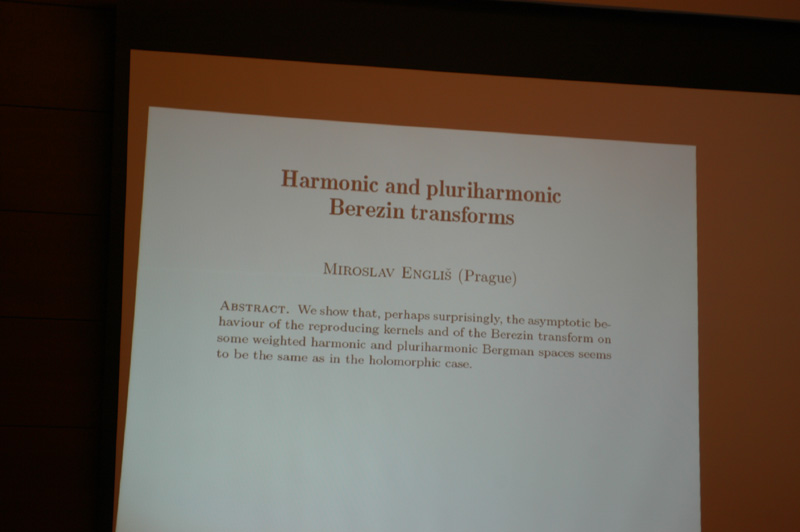 Harmonic and pluriharmonic
Berezin transforms
MIROSLAV ENGLIŠ (Prague)
ABSTRACT. We show that, perhaps surprisingly, the asymptotic be-
haviour of the reproducing kernels and of the Berezin transform on
some weighted harmonic and pluriharmonic Bergman spaces seems
to be the same as in the holomorphic case.